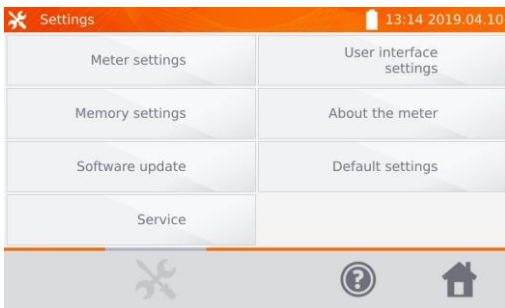 Settings
13:14 2019.04.10
Meter settings
User interface
settings
Memory settings
About the meter
Software update
Default settings
Service
?